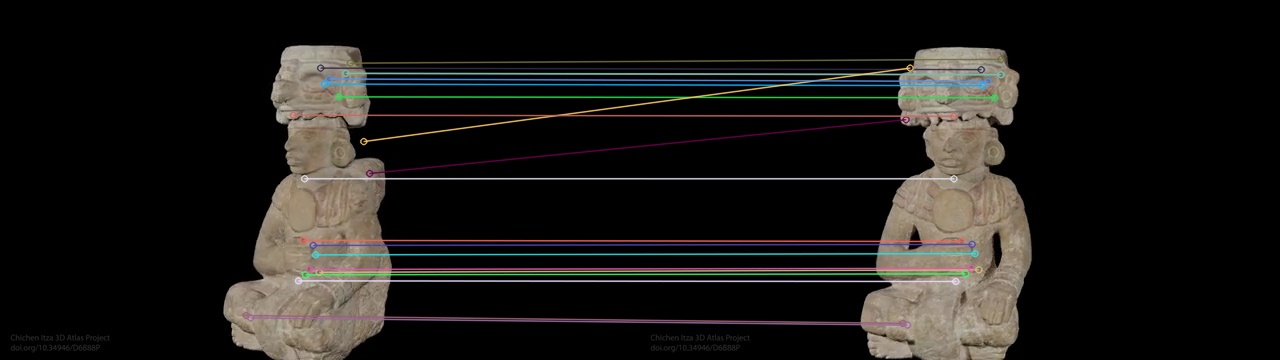 Chichen Itza 3D Atlas Project
doi.org/10.34946/D6B88P
Chichen Itza 3D Atlas Project
doi.org/10.34946/D6B88P